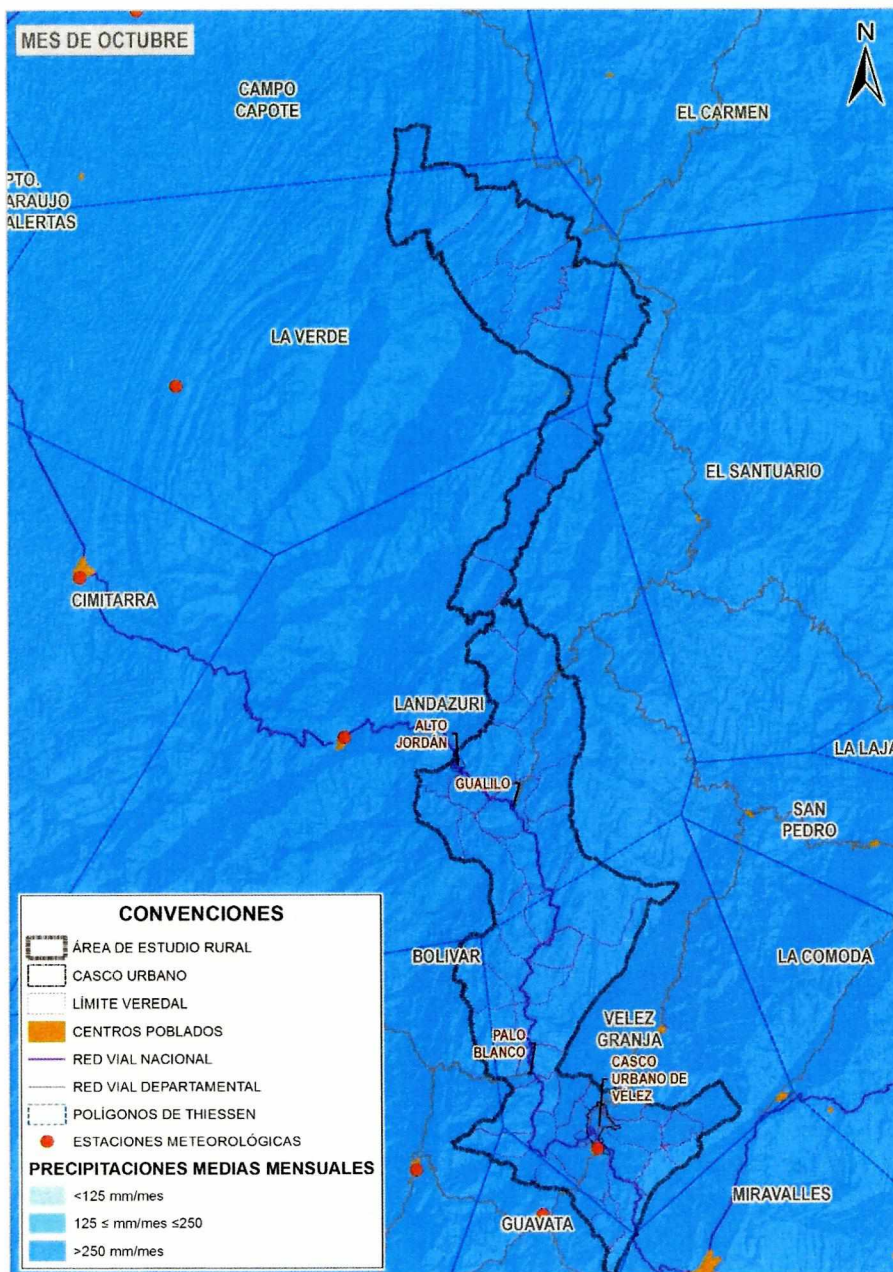 MES DE OCTUBRE
N
CAMPO
CAPOTE
EL CARMEN
PTO.
ARAUJO
ALERTAS
LA VERDE
EL SANTUARIO
CIMITARRA
LANDAZURI
ALTO
JORDÁN
GUALILO
LA LAJA
SAN
PEDRO
BOLIVAR
LA COMODA
PALO
BLANCO
VELEZ
GRANJA
CASCO
URBANO DE
VELEZ
MIRAVALLES
GUAVATA
CONVENCIONES
ÁREA DE ESTUDIO RURAL
CASCO URBANO
LÍMITE VEREDAL
CENTROS POBLADOS
RED VIAL NACIONAL
RED VIAL DEPARTAMENTAL
POLÍGONOS DE THIESSEN
ESTACIONES METEOROLÓGICAS
PRECIPITACIONES MEDIAS MENSUALES
<125 mm/mes
125 ≤ mm/mes ≤250
>250 mm/mes